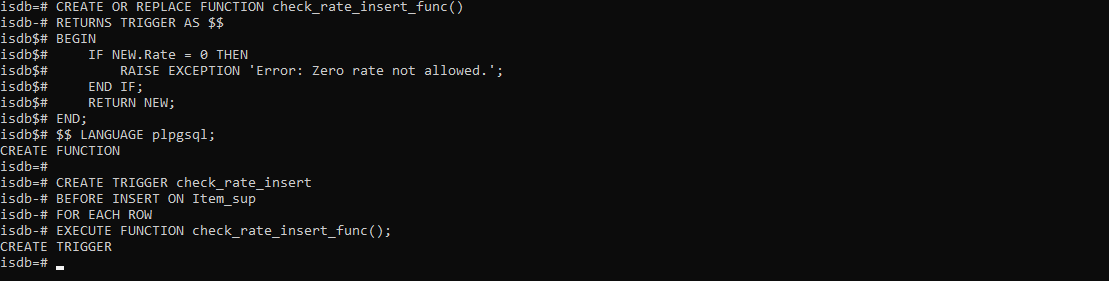 isdb=# CREATE OR REPLACE FUNCTION check_rate_insert_func()
isdb-# RETURNS TRIGGER AS $$
isdb$# BEGIN
isdb$#     IF NEW.Rate = 0 THEN
isdb$#         RAISE EXCEPTION 'Error: Zero rate not allowed.';
isdb$#     END IF;
isdb$#     RETURN NEW;
isdb$# END;
isdb$# $$ LANGUAGE plpgsql;
CREATE FUNCTION
isdb=#
isdb=# CREATE TRIGGER check_rate_insert
isdb-# BEFORE INSERT ON Item_sup
isdb-# FOR EACH ROW
isdb-# EXECUTE FUNCTION check_rate_insert_func();
CREATE TRIGGER
isdb=#